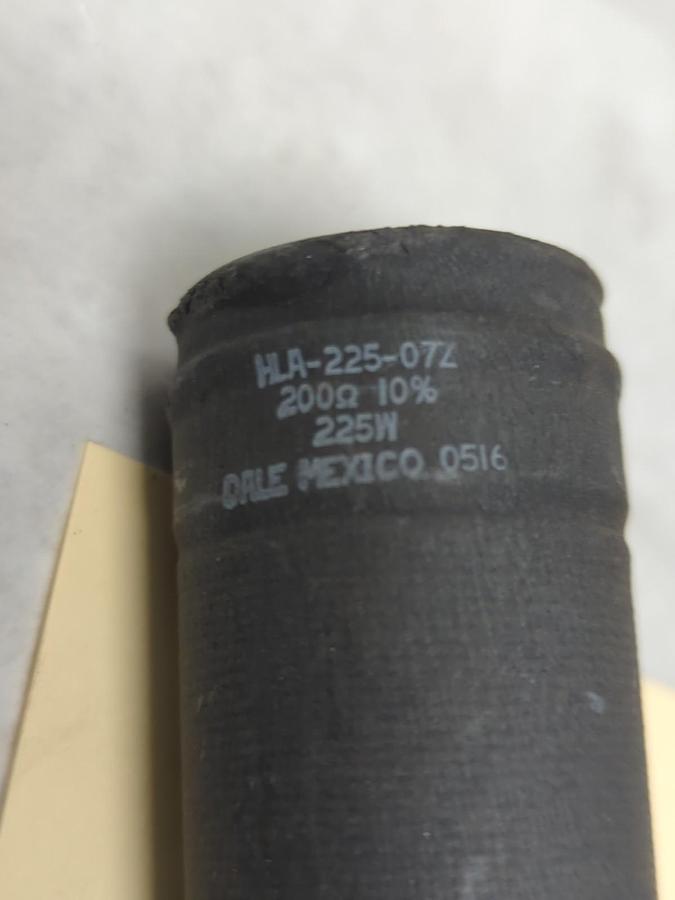 HLA-225-07Z
200Ω 10%
225W
DALE MEXICO 0516